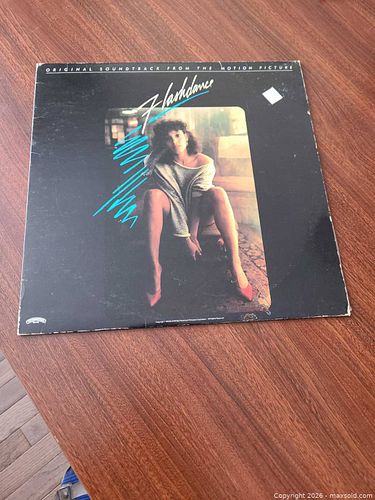 ORIGINAL SOUNDTRACK FROM THE MOTION PICTURE
Flashdance
Copyright 2026 - maxsold.com